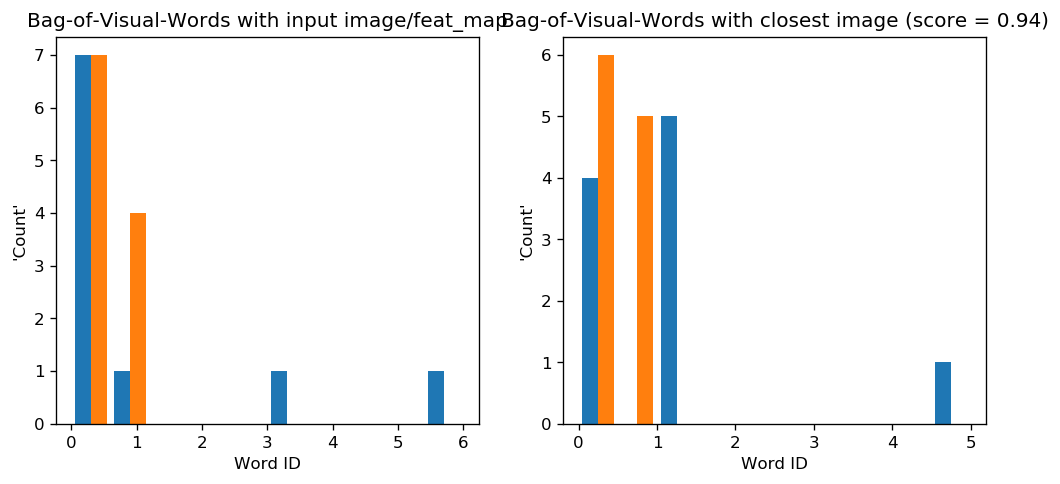 Bag-of-Visual-Words with input image/feat_map
Bag-of-Visual-Words with closest image (score = 0.94)
7
6
5
4
3
2
1
0
'Count'
0 1 2 3 4 5 6
Word ID
6
5
4
3
2
1
0
'Count'
0 1 2 3 4 5
Word ID